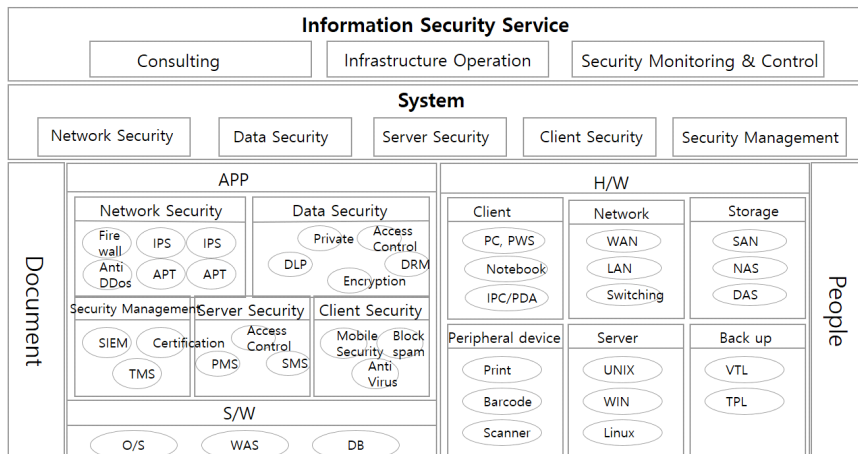 Information Security Service
Consulting
Infrastructure Operation
Security Monitoring & Control
System
Network Security
Data Security
Server Security
Client Security
Security Management
Document
APP
Network Security
Fire
wall
IPS
IPS
Anti
DDos
APT
APT
Data Security
Private
Access
Control
DLP
DRM
Encryption
Security Management
SIEM
Certification
TMS
Server Security
Access
Control
PMS
SMS
Client Security
Mobile
Security
Block
spam
Anti
Virus
S/W
O/S
WAS
DB
H/W
Client
PC, PWS
Notebook
IPC/PDA
Network
WAN
LAN
Switching
Storage
SAN
NAS
DAS
Peripheral device
Print
Barcode
Scanner
Server
UNIX
WIN
Linux
Back up
VTL
TPL
People